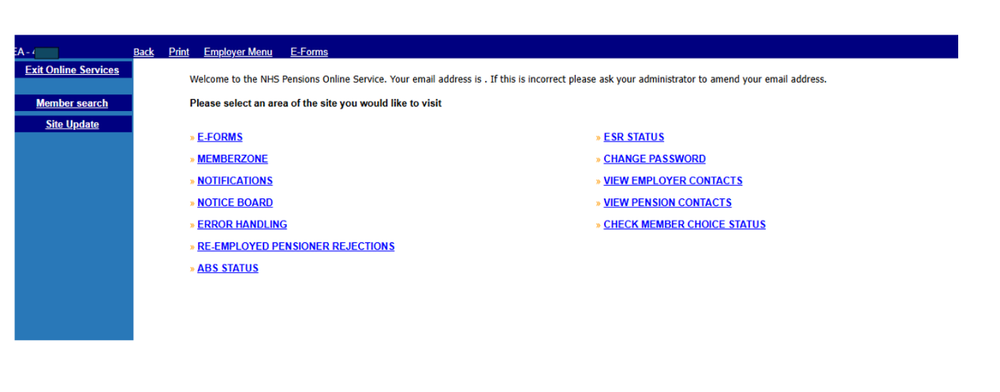 EA - 4
Back Print Employer Menu E-Forms
Exit Online Services
Member search
Site Update
Welcome to the NHS Pensions Online Service. Your email address is . If this is incorrect please ask your administrator to amend your email address.
Please select an area of the site you would like to visit
» E-FORMS
» MEMBERZONE
» NOTIFICATIONS
» NOTICE BOARD
» ERROR HANDLING
» RE-EMPLOYED PENSIONER REJECTIONS
» ABS STATUS
» ESR STATUS
» CHANGE PASSWORD
» VIEW EMPLOYER CONTACTS
» VIEW PENSION CONTACTS
» CHECK MEMBER CHOICE STATUS